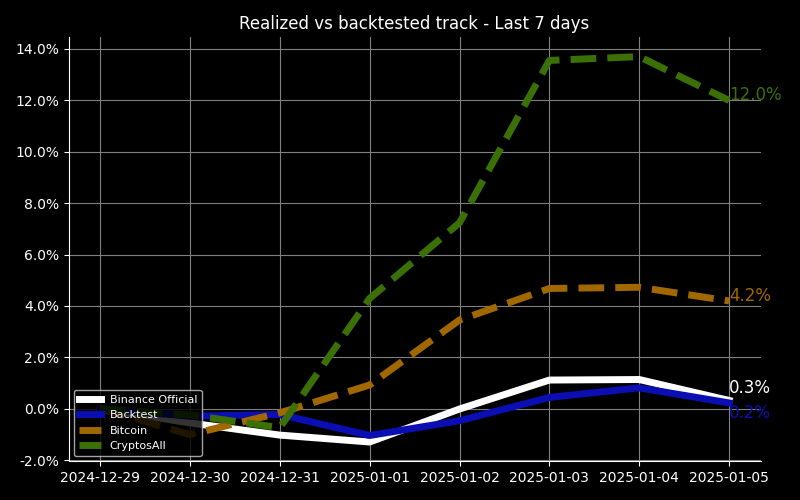 Realized vs backtested track - Last 7 days
14.0%
12.0%
10.0%
8.0%
6.0%
4.0%
2.0%
0.0%
-2.0%
12.0%
4.2%
0.3%
0.2%
Binance Official
Backtest
Bitcoin
CryptosAll
2024-12-29 2024-12-30 2024-12-31 2025-01-01 2025-01-02 2025-01-03 2025-01-04 2025-01-05